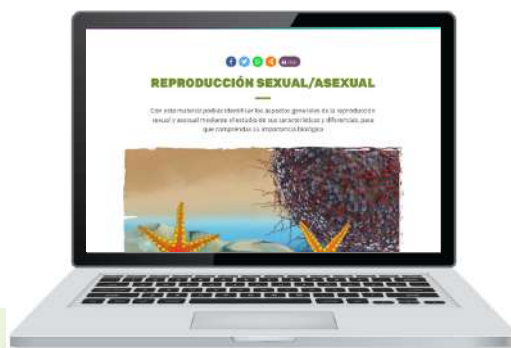 REPRODUCCIÓN SEXUAL/ASEXUAL
Con este material podrás identificar los aspectos generales de la reproducción
sexual y asexual mediante el estudio de sus características y diferencias, para
que comprendas su importancia biológica